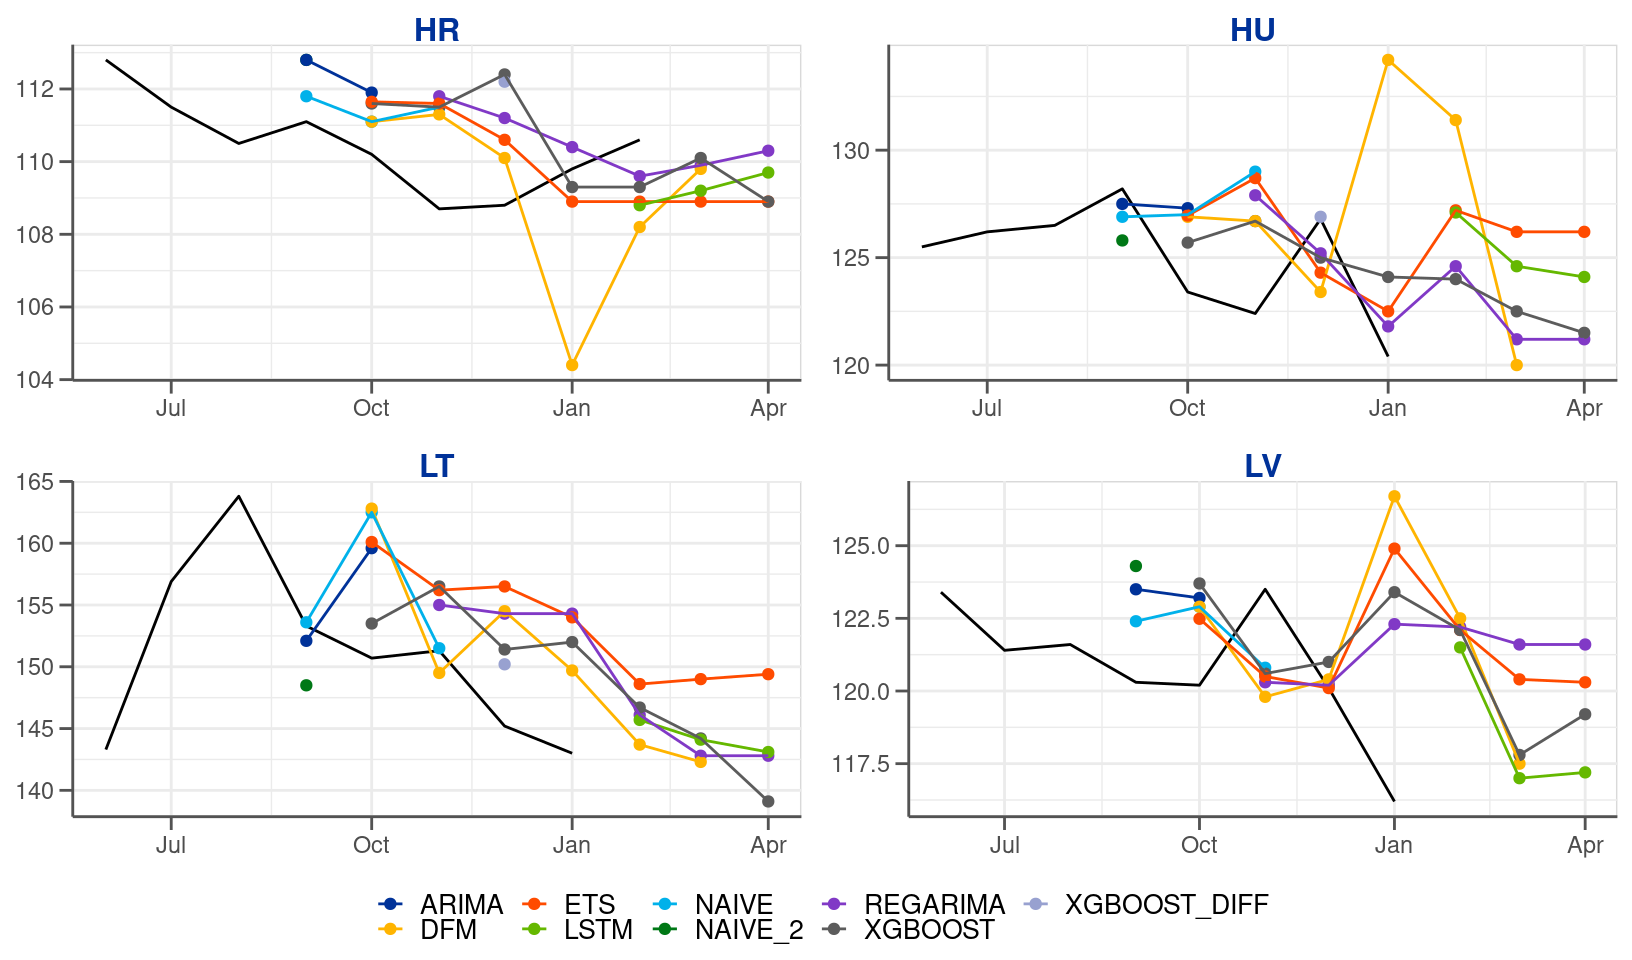 HR
HU
112
110
108
106
104
Jul Oct Jan Apr
130
125
120
Jul Oct Jan Apr
LT
LV
165
160
155
150
145
140
Jul Oct Jan Apr
125.0
122.5
120.0
117.5
Jul Oct Jan Apr
ARIMA ETS NAIVE REGARIMA XGBOOST_DIFF
DFM LSTM NAIVE_2 XGBOOST